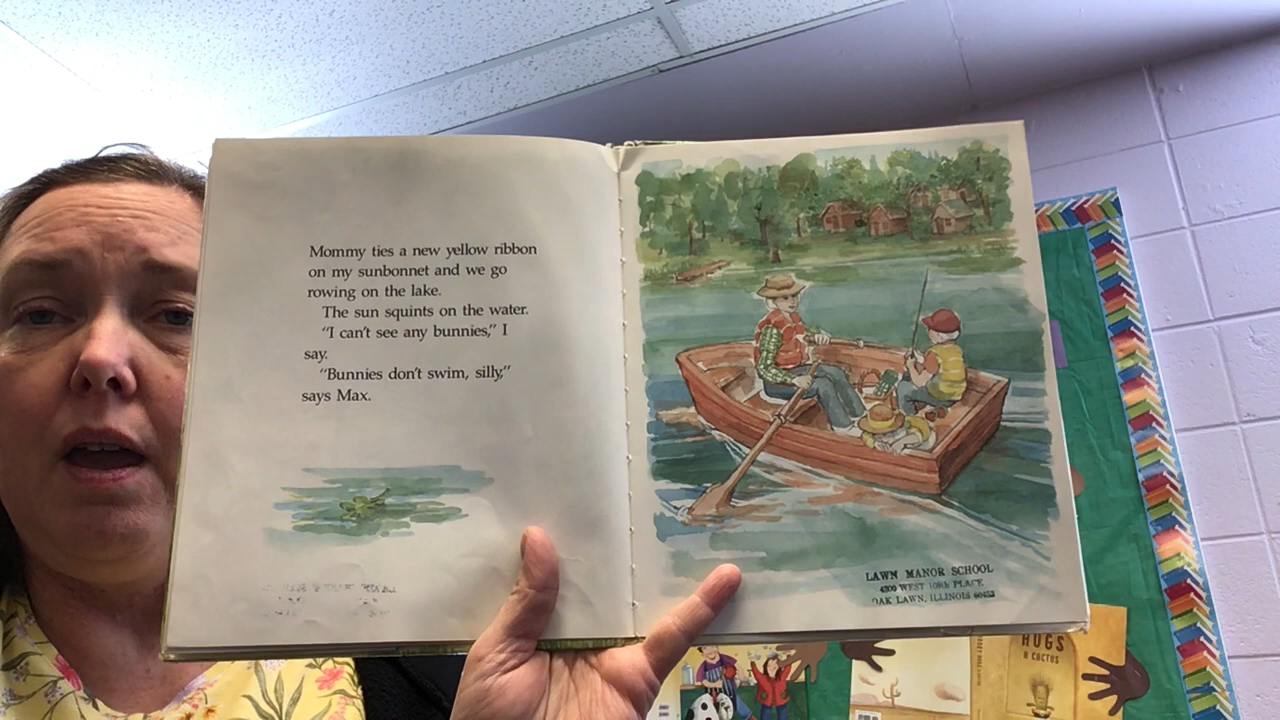 Mommy ties a new yellow ribbon
on my sunbonnet and we go
rowing on the lake.
The sun squints on the water.
"I can't see any bunnies," I
say.
"Bunnies don't swim, silly,"
says Max.
LAWN MANOR SCHOOL
4300 WEST 108th PLACE
OAK LAWN, ILLINOIS 60453
HUGS
A CACTUS